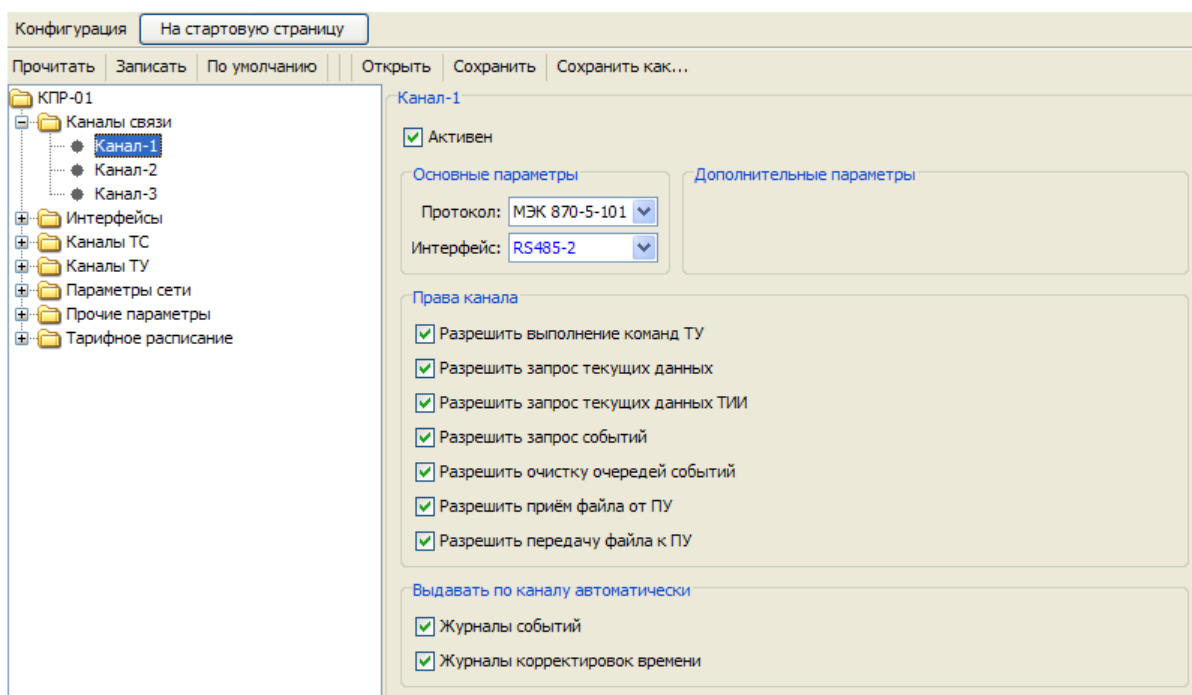 Конфигурация На стартовую страницу
Прочитать Записать По умолчанию Открыть Сохранить Сохранить как...
КПР-01
Каналы связи
Канал-1
Канал-2
Канал-3
Интерфейсы
Каналы ТС
Каналы ТУ
Параметры сети
Прочие параметры
Тарифное расписание
Канал-1
Активен
Основные параметры
Протокол: МЭК 870-5-101
Интерфейс: RS485-2
Дополнительные параметры
Права канала
Разрешить выполнение команд ТУ
Разрешить запрос текущих данных
Разрешить запрос текущих данных ТИИ
Разрешить запрос событий
Разрешить очистку очередей событий
Разрешить приём файла от ПУ
Разрешить передачу файла к ПУ
Выдавать по каналу автоматически
Журналы событий
Журналы корректировок времени